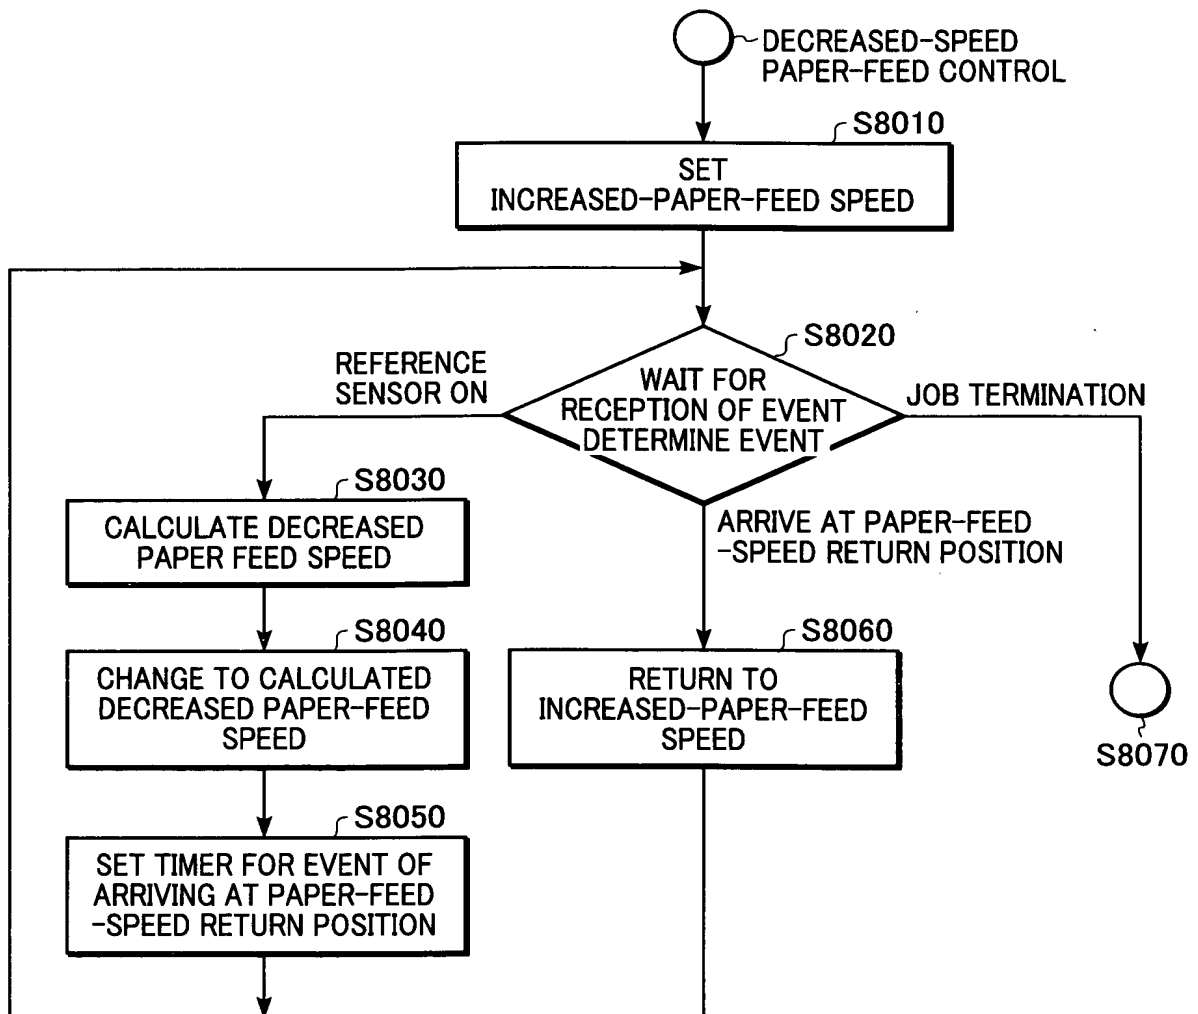 DECREASED-SPEED
PAPER-FEED CONTROL
S8010
SET
INCREASED-PAPER-FEED SPEED
S8020
REFERENCE
SENSOR ON
WAIT FOR
RECEPTION OF EVENT
DETERMINE EVENT
JOB TERMINATION
S8030
CALCULATE DECREASED
PAPER FEED SPEED
ARRIVE AT PAPER-FEED
-SPEED RETURN POSITION
S8040
CHANGE TO CALCULATED
DECREASED PAPER-FEED
SPEED
S8060
RETURN TO
INCREASED-PAPER-FEED
SPEED
S8070
S8050
SET TIMER FOR EVENT OF
ARRIVING AT PAPER-FEED
-SPEED RETURN POSITION